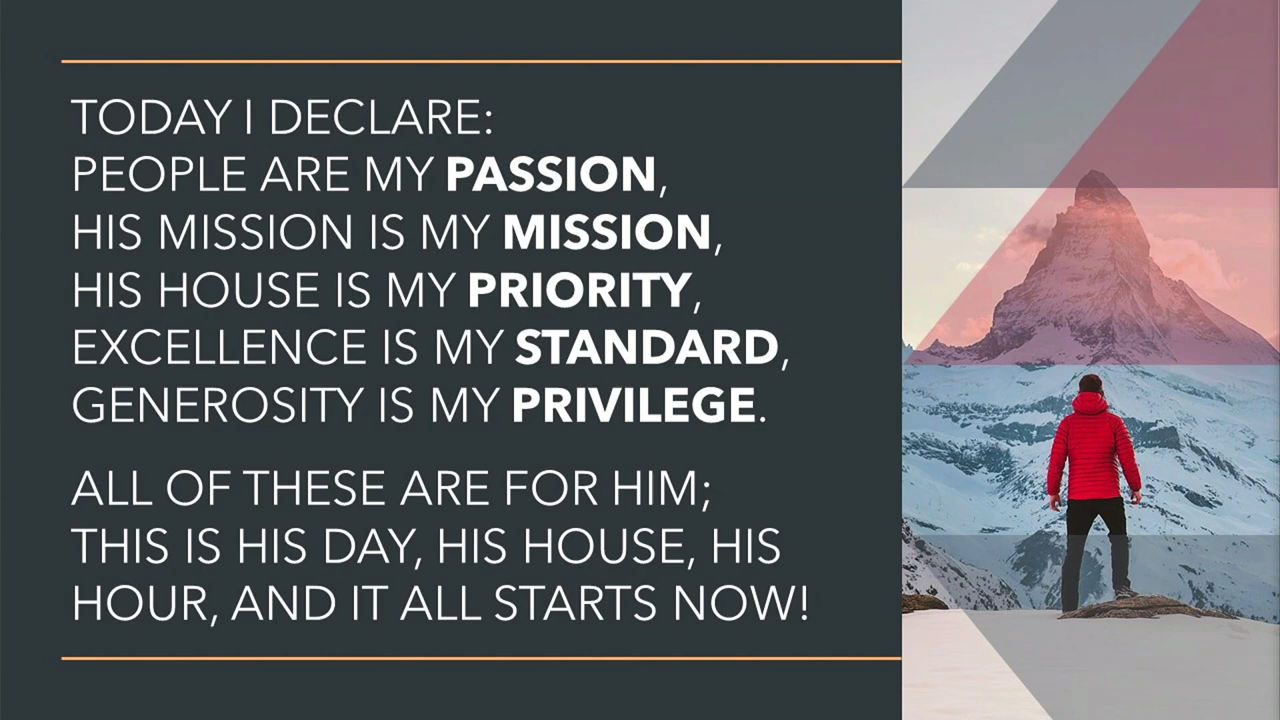 TODAY I DECLARE:
PEOPLE ARE MY PASSION,
HIS MISSION IS MY MISSION,
HIS HOUSE IS MY PRIORITY,
EXCELLENCE IS MY STANDARD,
GENEROSITY IS MY PRIVILEGE.
ALL OF THESE ARE FOR HIM;
THIS IS HIS DAY, HIS HOUSE, HIS
HOUR, AND IT ALL STARTS NOW!